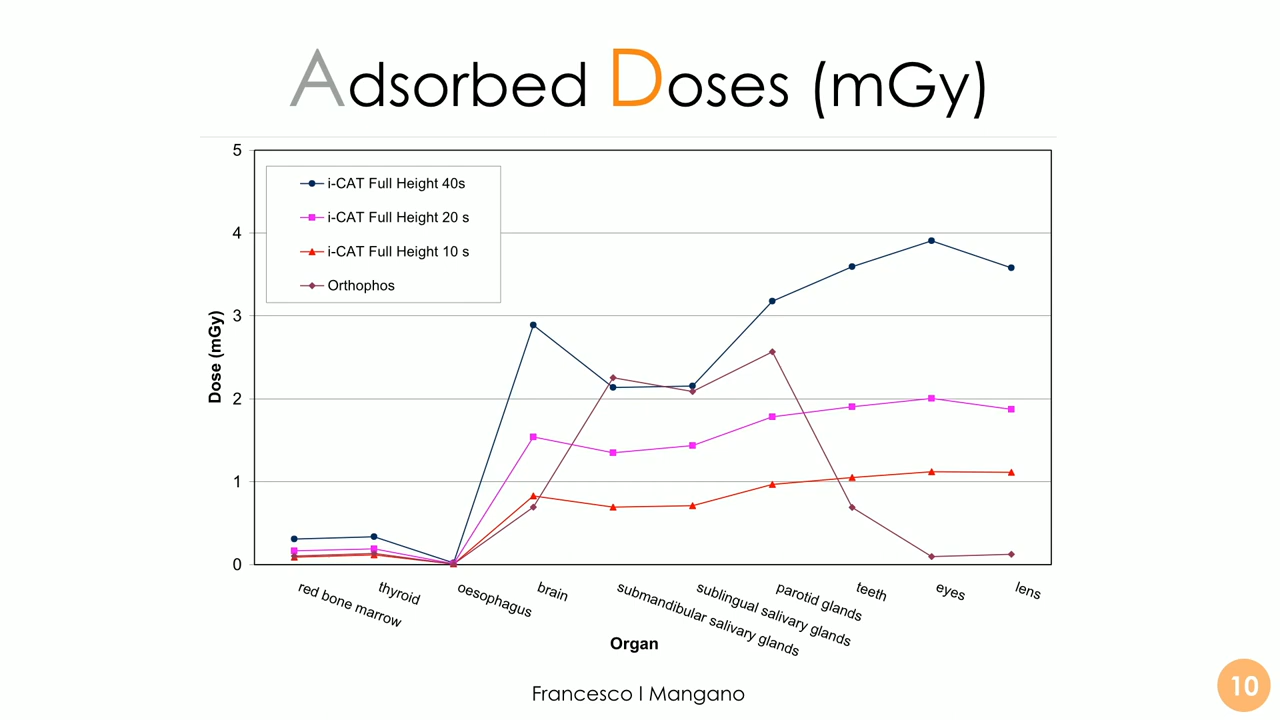 Adsorbed Doses (mGy)
5
4
3
2
1
0
Dose (mGy)
i-CAT Full Height 40s
i-CAT Full Height 20 s
i-CAT Full Height 10 s
Orthophos
red bone marrow
thyroid
oesophagus
brain
submandibular salivary glands
sublingual salivary glands
parotid glands
teeth
eyes
lens
Organ
Francesco I Mangano
10